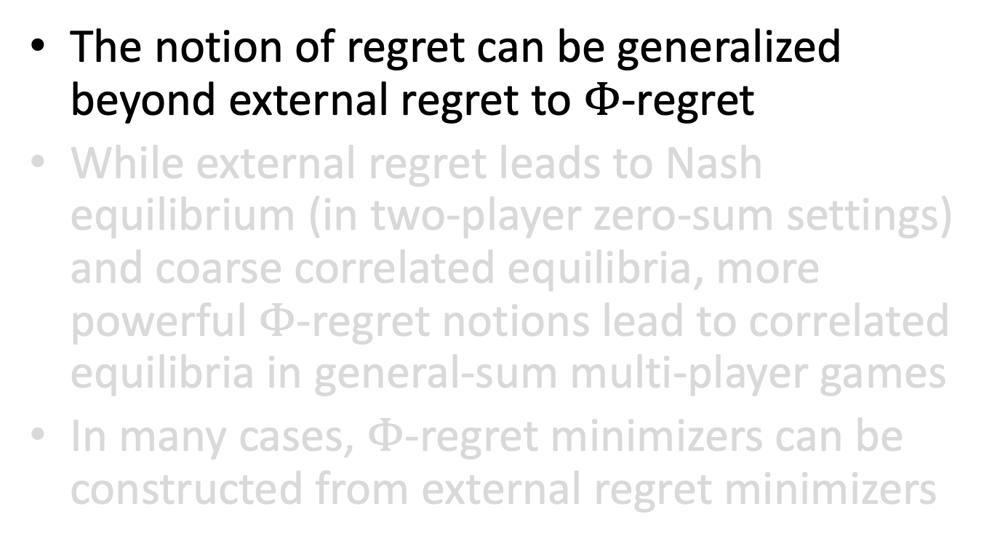 • The notion of regret can be generalized
beyond external regret to Φ-regret
• While external regret leads to Nash
equilibrium (in two-player zero-sum settings)
and coarse correlated equilibria, more
powerful Φ-regret notions lead to correlated
equilibria in general-sum multi-player games
• In many cases, Φ-regret minimizers can be
constructed from external regret minimizers